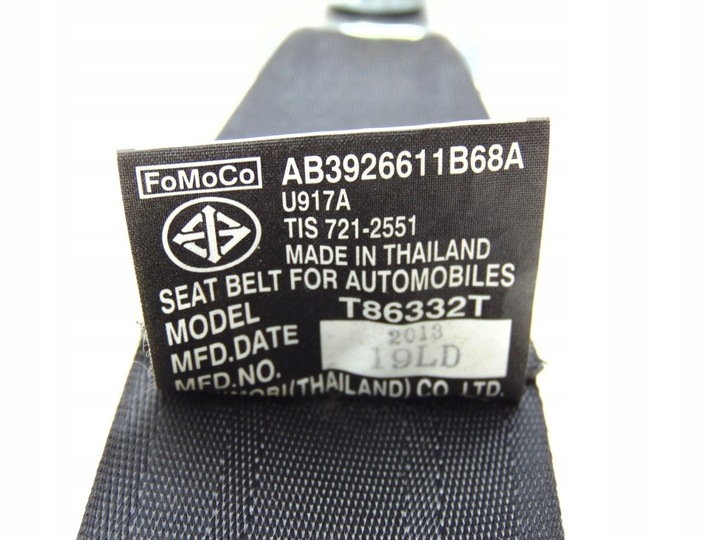 FoMoCo AB3926611B68A
U917A
TIS 721-2551
MADE IN THAILAND
SEAT BELT FOR AUTOMOBILES
MODEL T86332T
MFD.DATE 2013
MFD.NO. 19LD
(THAILAND) CO.,LTD.